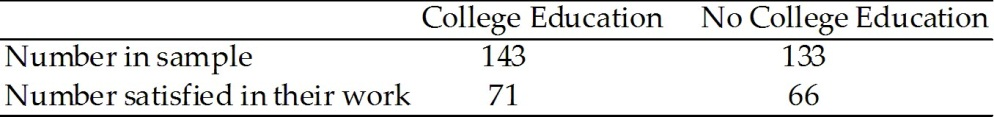 College Education No College Education
Number in sample 143 133
Number satisfied in their work 71 66